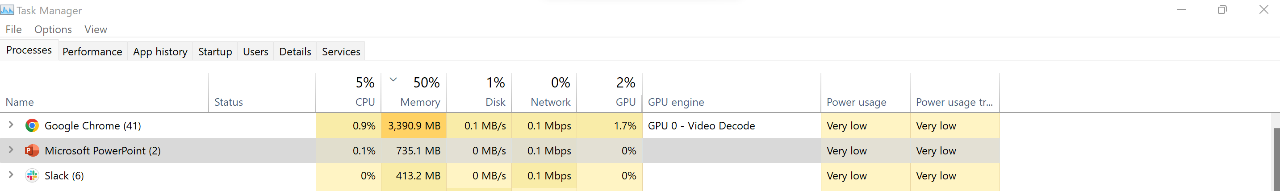 Task Manager
File Options View
Processes Performance App history Startup Users Details Services
5% 50% 1% 0% 2%
Name Status CPU Memory Disk Network GPU GPU engine Power usage Power usage tr...
Google Chrome (41) 0.9% 3,390.9 MB 0.1 MB/s 0.1 Mbps 1.7% GPU 0 - Video Decode Very low Very low
Microsoft PowerPoint (2) 0.1% 735.1 MB 0 MB/s 0.1 Mbps 0% Very low Very low
Slack (6) 0% 413.2 MB 0 MB/s 0.1 Mbps 0% Very low Very low